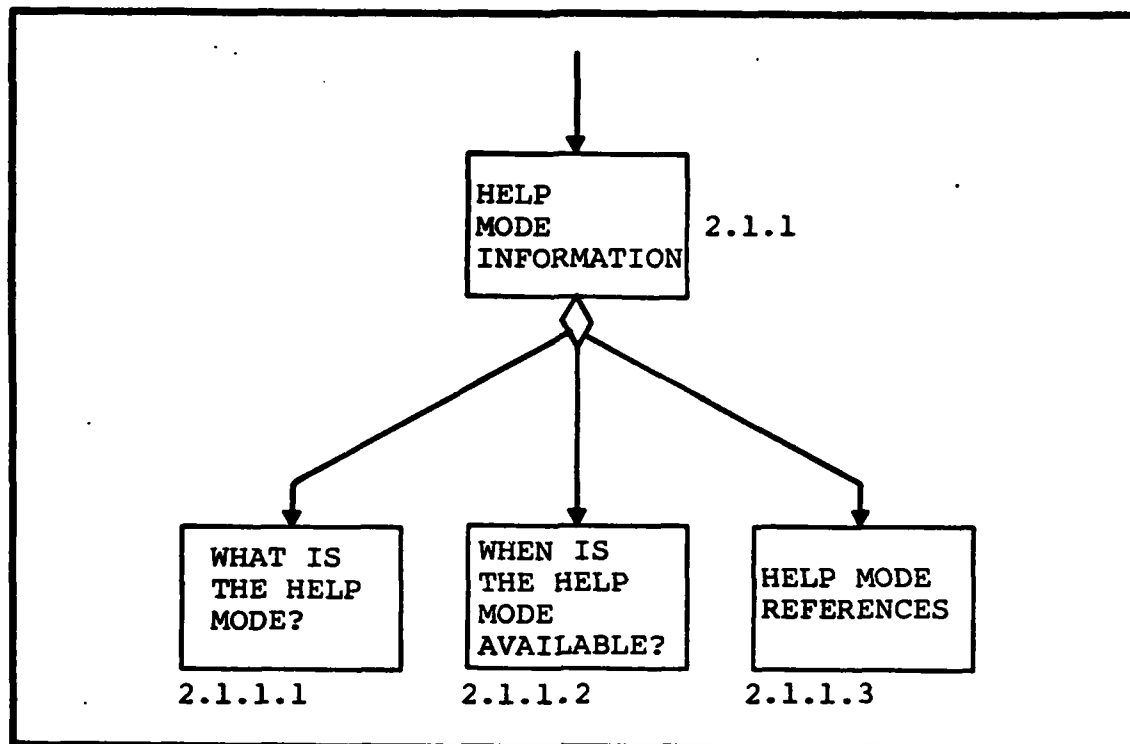 HELP
MODE
INFORMATION
2.1.1
WHAT IS
THE HELP
MODE?
2.1.1.1
WHEN IS
THE HELP
MODE
AVAILABLE?
2.1.1.2
HELP MODE
REFERENCES
2.1.1.3